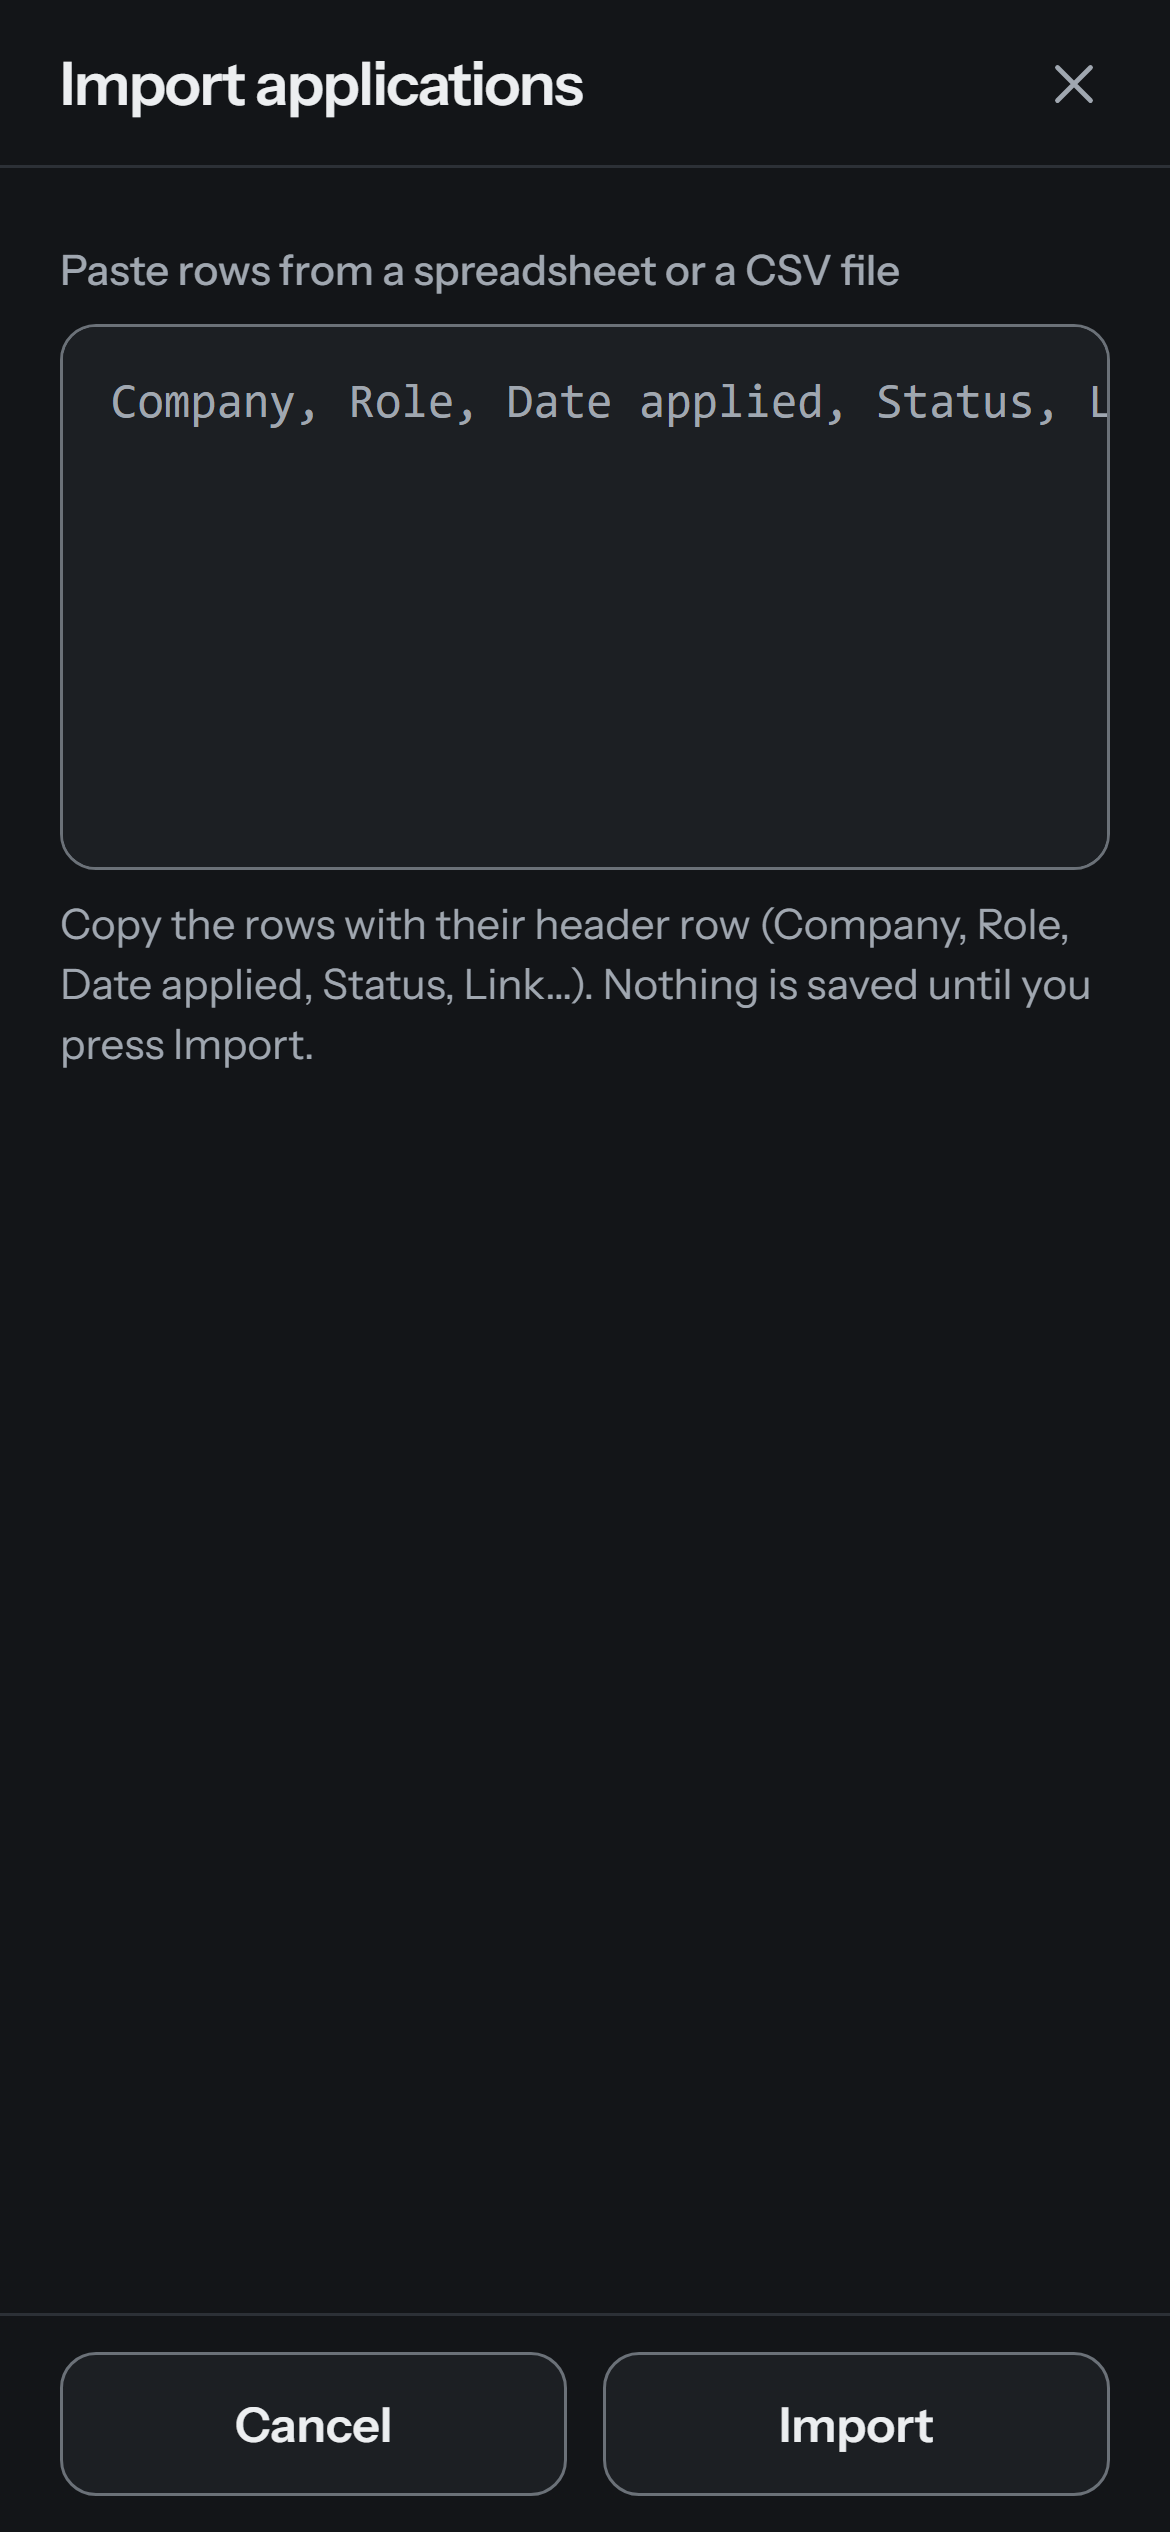 Import applications
Paste rows from a spreadsheet or a CSV file
Company, Role, Date applied, Status, L
Copy the rows with their header row (Company, Role,
Date applied, Status, Link...). Nothing is saved until you
press Import.
Cancel
Import